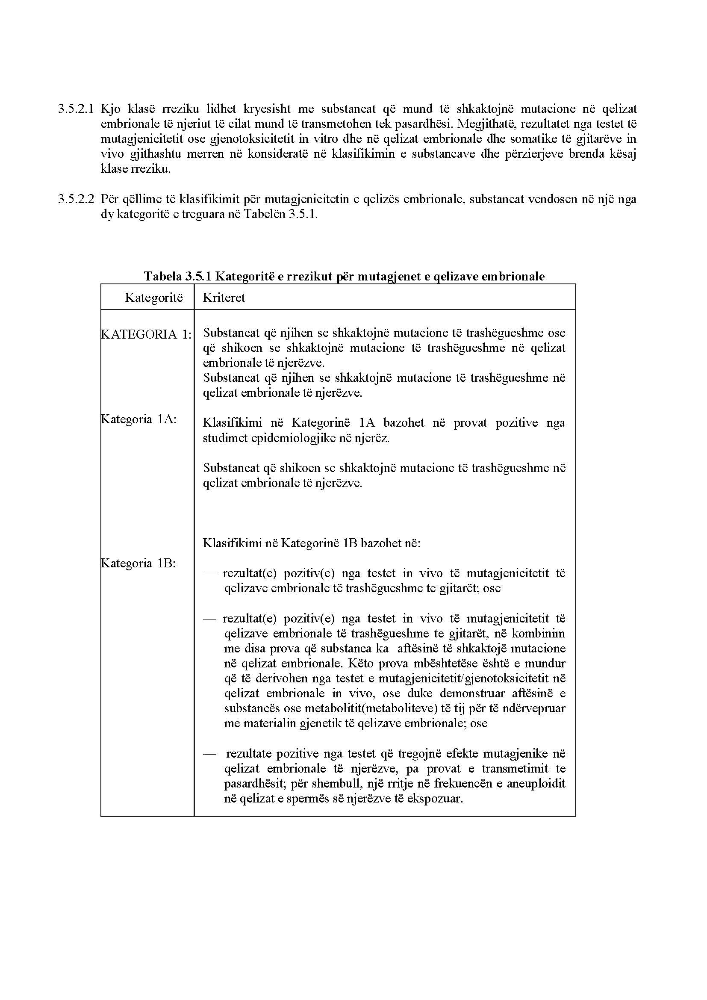 3.5.2.1 Kjo klasë rreziku lidhet kryesisht me substancat që mund të shkaktojnë mutacione në qelizat
embrionale të njeriut të cilat mund të transmetohen tek pasardhësi. Megjithatë, rezultatet nga testet të
mutagjenicitetit ose gjenotoksicitetit in vitro dhe në qelizat embrionale dhe somatike të gjitarëve in
vivo gjithashtu merren në konsideratë në klasifikimin e substancave dhe përzierjeve brenda kësaj
klase rreziku.
3.5.2.2 Për qëllime të klasifikimit për mutagjenicitetin e qelizës embrionale, substancat vendosen në një nga
dy kategoritë e treguara në Tabelën 3.5.1.
Tabela 3.5.1 Kategoritë e rrezikut për mutagjenet e qelizave embrionale
Kategoritë Kriteret
KATEGORIA 1: Substancat që njihen se shkaktojnë mutacione të trashëgueshme ose
që shikoen se shkaktojnë mutacione të trashëgueshme në qelizat
embrionale të njerëzve.
Substancat që njihen se shkaktojnë mutacione të trashëgueshme në
qelizat embrionale të njerëzve.
Kategoria 1A: Klasifikimi në Kategorinë 1A bazohet në provat pozitive nga
studimet epidemiologjike në njerëz.
Substancat që shikoen se shkaktojnë mutacione të trashëgueshme në
qelizat embrionale të njerëzve.
Klasifikimi në Kategorinë 1B bazohet në:
Kategoria 1B:
— rezultat(e) pozitiv(e) nga testet in vivo të mutagjenicitetit të
qelizave embrionale të trashëgueshme te gjitarët; ose
— rezultat(e) pozitiv(e) nga testet in vivo të mutagjenicitetit të
qelizave embrionale të trashëgueshme te gjitarët, në kombinim
me disa prova që substanca ka aftësinë të shkaktojë mutacione
në qelizat embrionale. Këto prova mbështetëse është e mundur
që të derivohen nga testet e mutagjenicitetit/gjenotoksicitetit në
qelizat embrionale in vivo, ose duke demonstruar aftësinë e
substancës ose metabolitit(metaboliteve) të tij për të ndërvepruar
me materialin gjenetik të qelizave embrionale; ose
— rezultate pozitive nga testet që tregojnë efekte mutagjenike në
qelizat embrionale të njerëzve, pa provat e transmetimit te
pasardhësit; për shembull, një rritje në frekuencën e aneuploidit
në qelizat e spermës së njerëzve të ekspozuar.